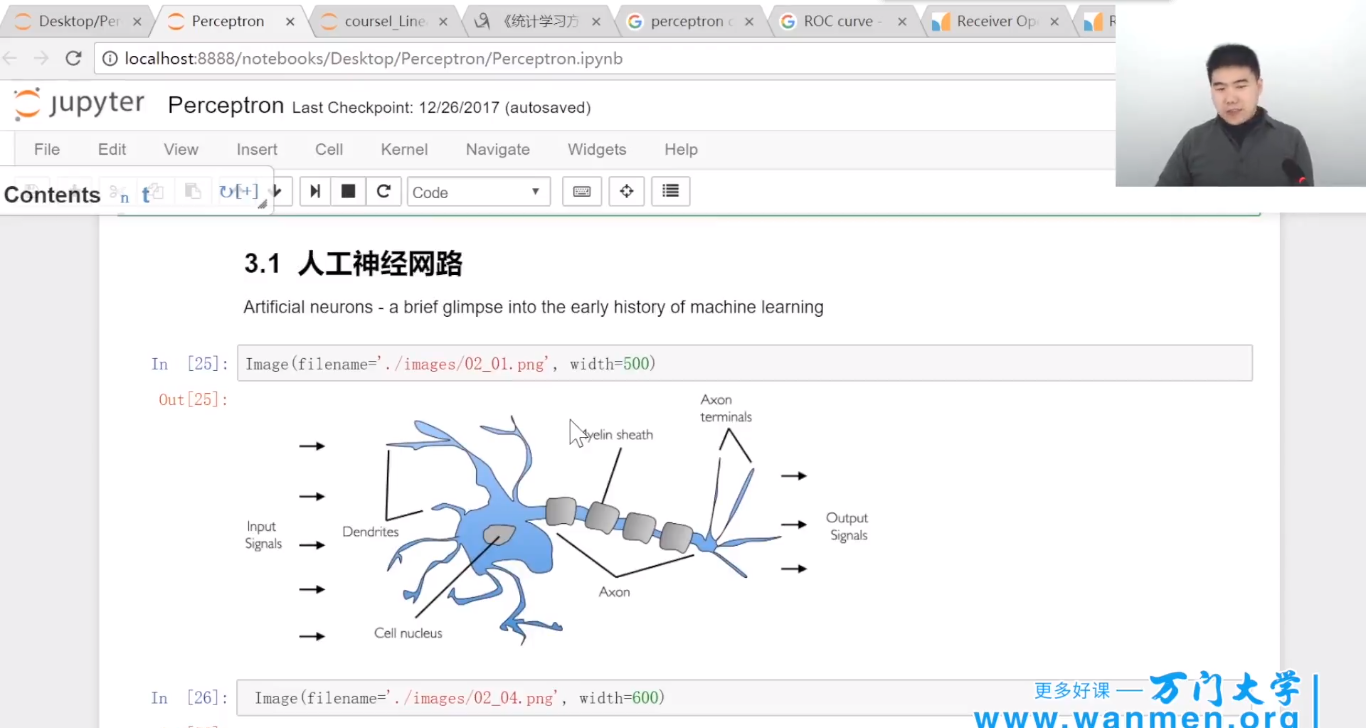 Desktop/Per
Perceptron
coursel_Line
《统计学习方
perceptron
ROC curve -
Receiver Op
localhost:8888/notebooks/Desktop/Perceptron/Perceptron.ipynb
jupyter Perceptron Last Checkpoint: 12/26/2017 (autosaved)
File Edit View Insert Cell Kernel Navigate Widgets Help
Contents n t [+] Code
3.1 人工神经网路
Artificial neurons - a brief glimpse into the early history of machine learning
In [25]: Image(filename='./images/02_01.png', width=500)
Out[25]:
Axon
terminals
yelin sheath
Input
Signals
Dendrites
Output
Signals
Axon
Cell nucleus
In [26]: Image(filename='./images/02_04.png', width=600)
更多好课 — 万门大学
www.wanmen.org